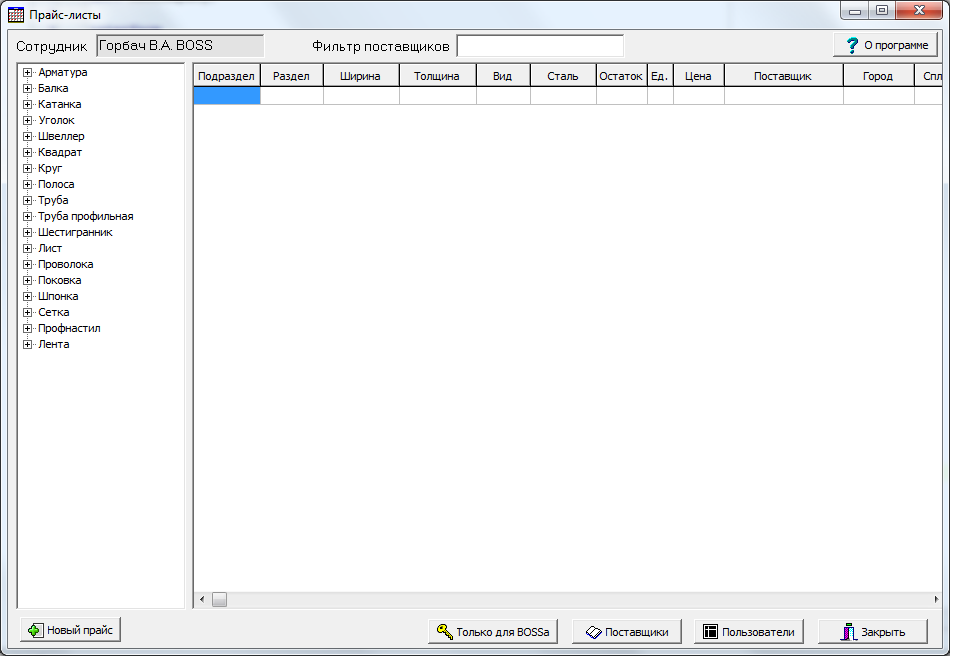 Прайс-листы
Сотрудник Горбач В.А. BOSS Фильтр поставщиков О программе
Подраздел Раздел Ширина Толщина Вид Сталь Остаток Ед. Цена Поставщик Город Спл
Арматура
Балка
Катанка
Уголок
Швеллер
Квадрат
Круг
Полоса
Труба
Труба профильная
Шестигранник
Лист
Проволока
Поковка
Шпонка
Сетка
Профнастил
Лента
Новый прайс Только для BOSSа Поставщики Пользователи Закрыть